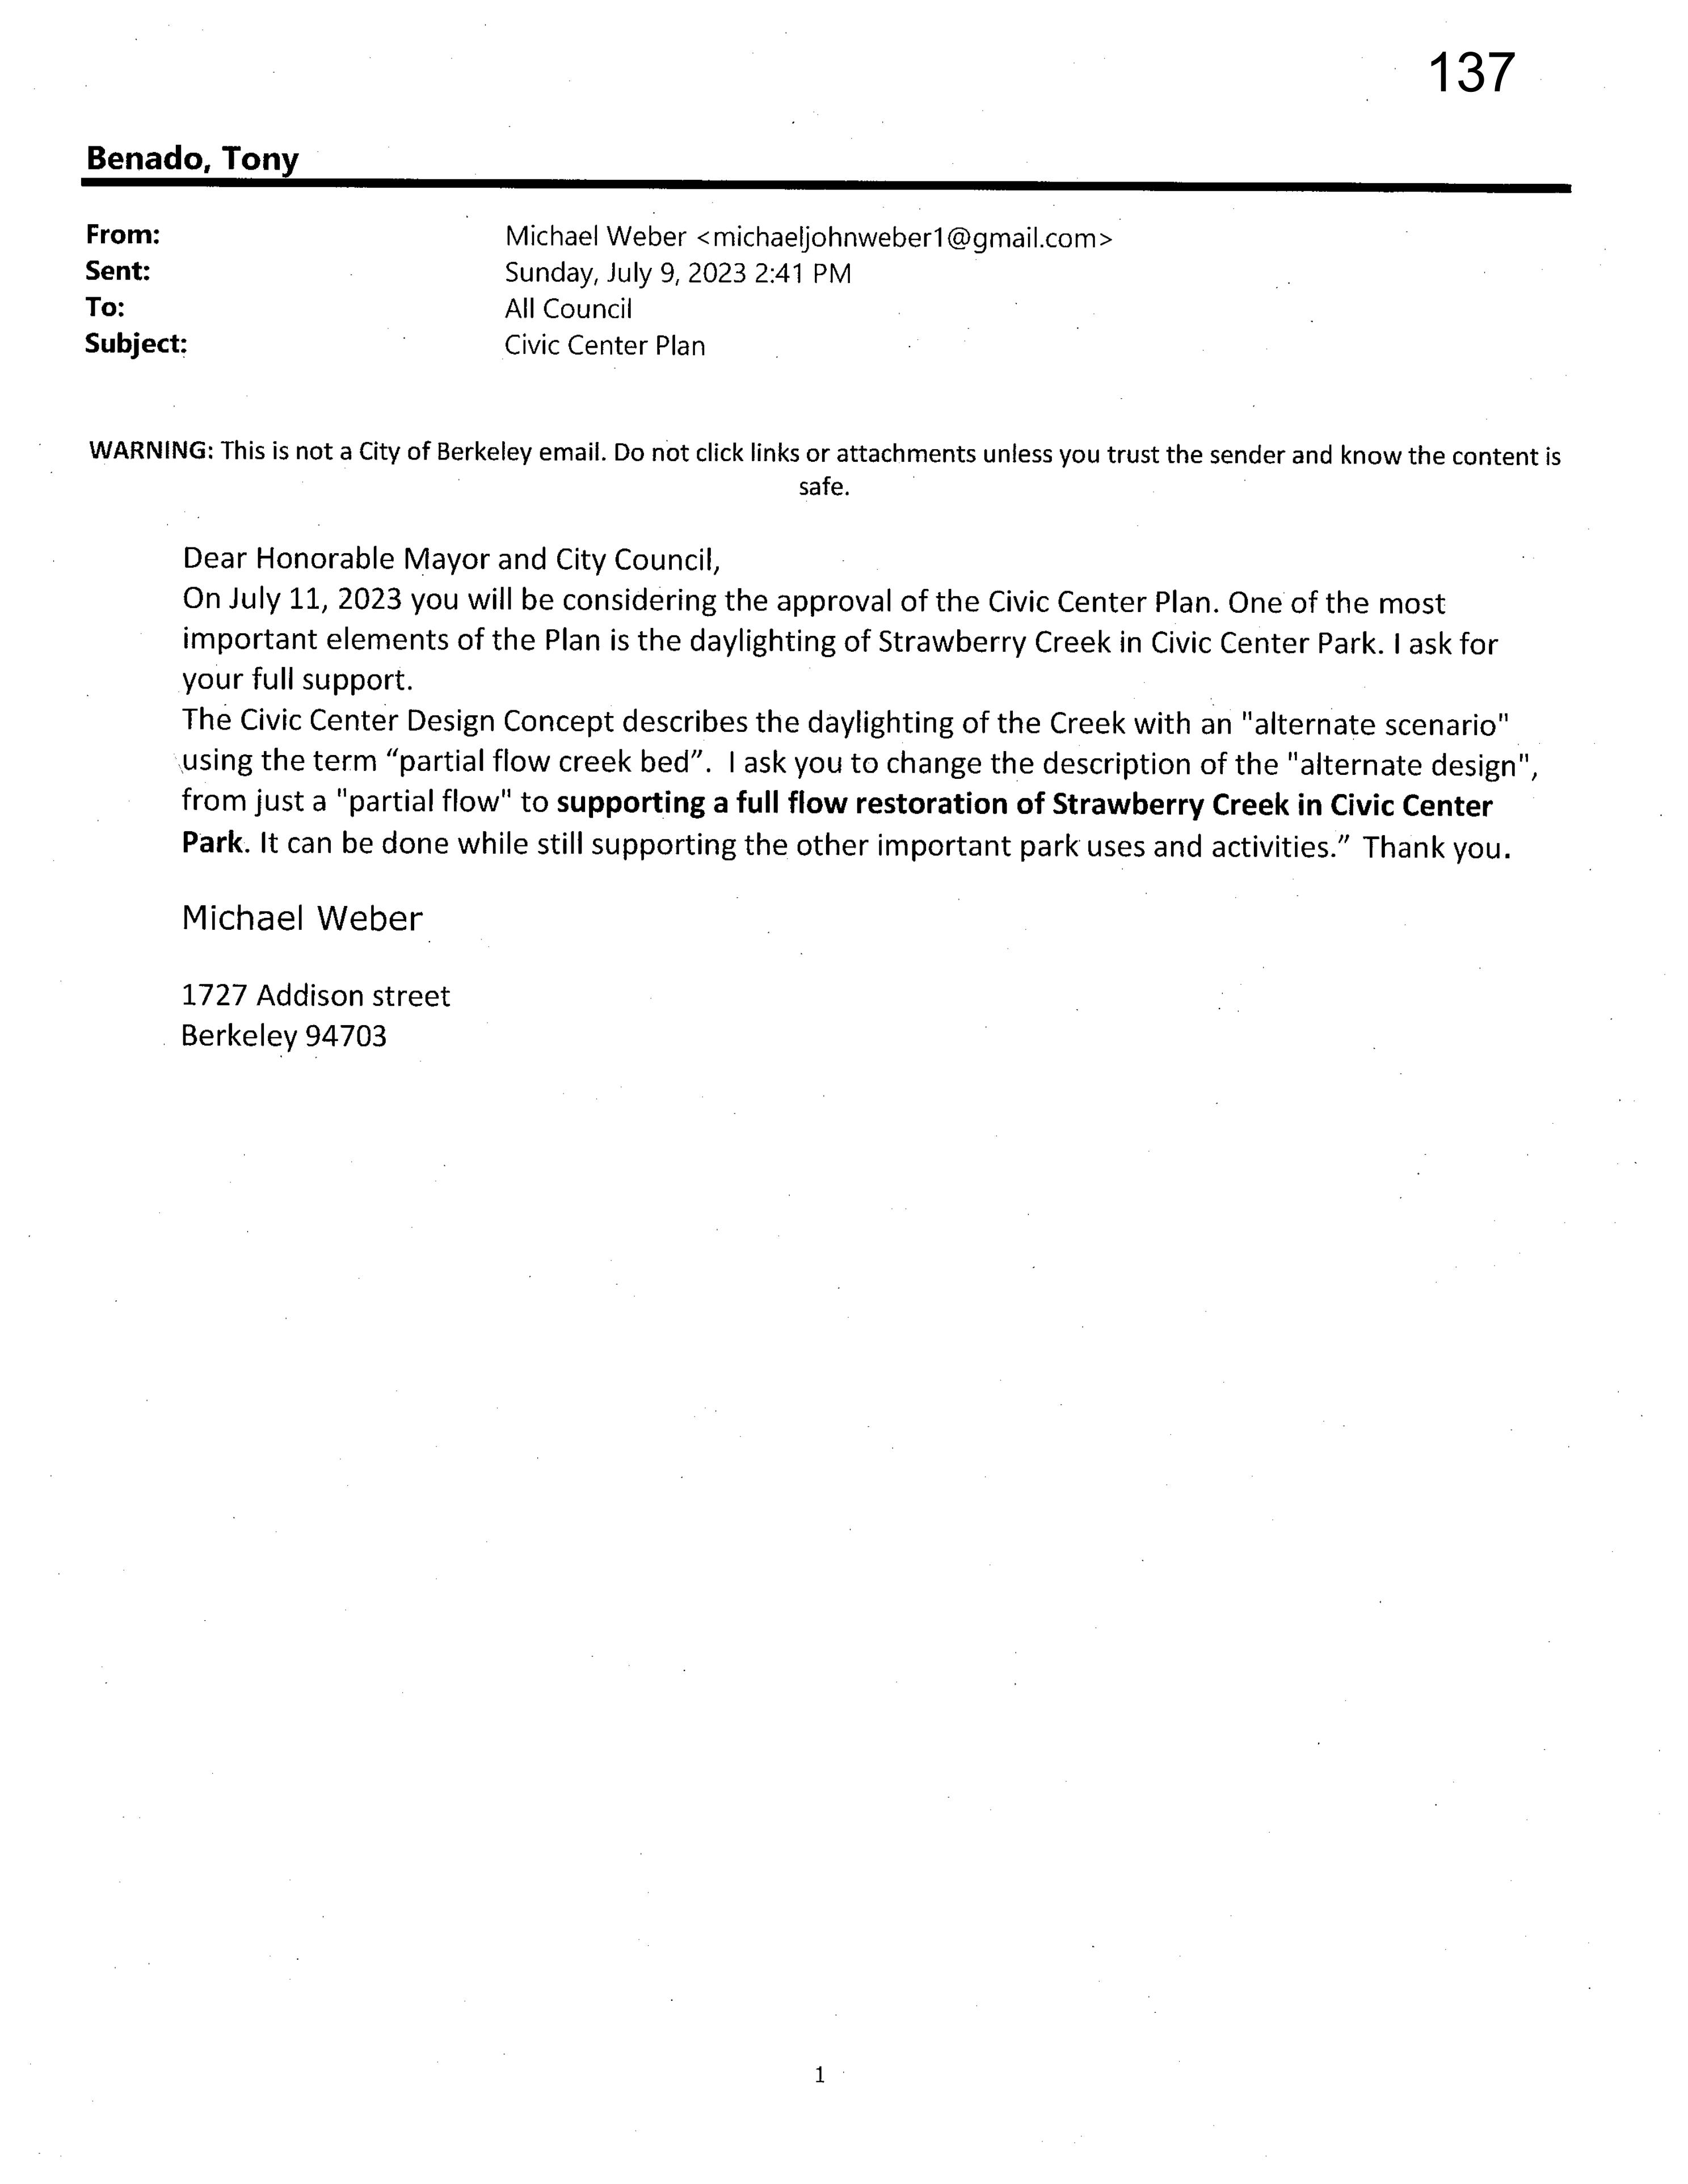 137
Benado, Tony
From: Michael Weber <michaeljohnweber1@gmail.com>
Sent: Sunday, July 9, 2023 2:41 PM
To: All Council
Subject: Civic Center Plan
WARNING: This is not a City of Berkeley email. Do not click links or attachments unless you trust the sender and know the content is
safe.
Dear Honorable Mayor and City Council,
On July 11, 2023 you will be considering the approval of the Civic Center Plan. One of the most
important elements of the Plan is the daylighting of Strawberry Creek in Civic Center Park. I ask for
your full support.
The Civic Center Design Concept describes the daylighting of the Creek with an "alternate scenario"
using the term “partial flow creek bed”.  I ask you to change the description of the "alternate design",
from just a "partial flow" to supporting a full flow restoration of Strawberry Creek in Civic Center
Park. It can be done while still supporting the other important park uses and activities.”  Thank you.
Michael Weber
1727 Addison street
Berkeley 94703
1